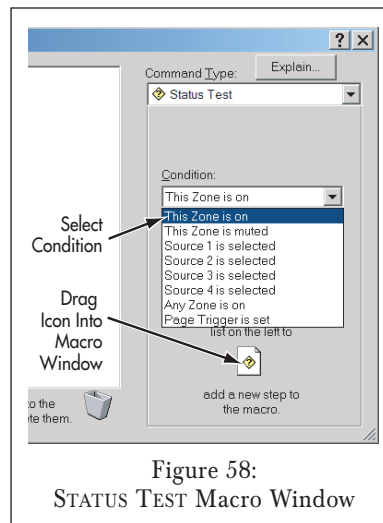 ? ×
Command Type:
Explain...
Status Test
Condition:
This Zone is on
This Zone is on
This Zone is muted
Source 1 is selected
Source 2 is selected
Source 3 is selected
Source 4 is selected
Any Zone is on
Page Trigger is set
list on the left to
add a new step to
the macro.
Select
Condition
Drag
Icon Into
Macro
Window
o the
te them.
Figure 58:
STATUS TEST Macro Window